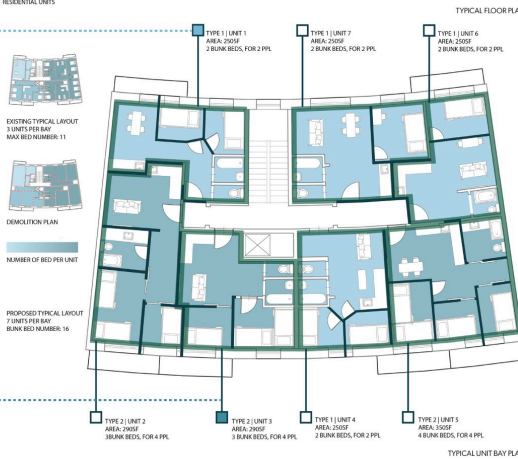 RESIDENTIAL UNITS
TYPICAL FLOOR PLA
TYPE 1 | UNIT 1
AREA: 250SF
2 BUNK BEDS, FOR 2 PPL
TYPE 1 | UNIT 7
AREA: 250SF
2 BUNK BEDS, FOR 2 PPL
TYPE 1 | UNIT 6
AREA: 250SF
2 BUNK BEDS, FOR 2 PPL
EXISTING TYPICAL LAYOUT
3 UNITS PER BAY
MAX BED NUMBER: 11
DEMOLITION PLAN
NUMBER OF BED PER UNIT
PROPOSED TYPICAL LAYOUT
7 UNITS PER BAY
BUNK BED NUMBER: 16
TYPE 2 | UNIT 2
AREA: 290SF
3BUNK BEDS, FOR 4 PPL
TYPE 2 | UNIT 3
AREA: 290SF
3 BUNK BEDS, FOR 4 PPL
TYPE 1 | UNIT 4
AREA: 250SF
2 BUNK BEDS, FOR 2 PPL
TYPE 2 | UNIT 5
AREA: 350SF
4 BUNK BEDS, FOR 4 PPL
TYPICAL UNIT BAY PLA